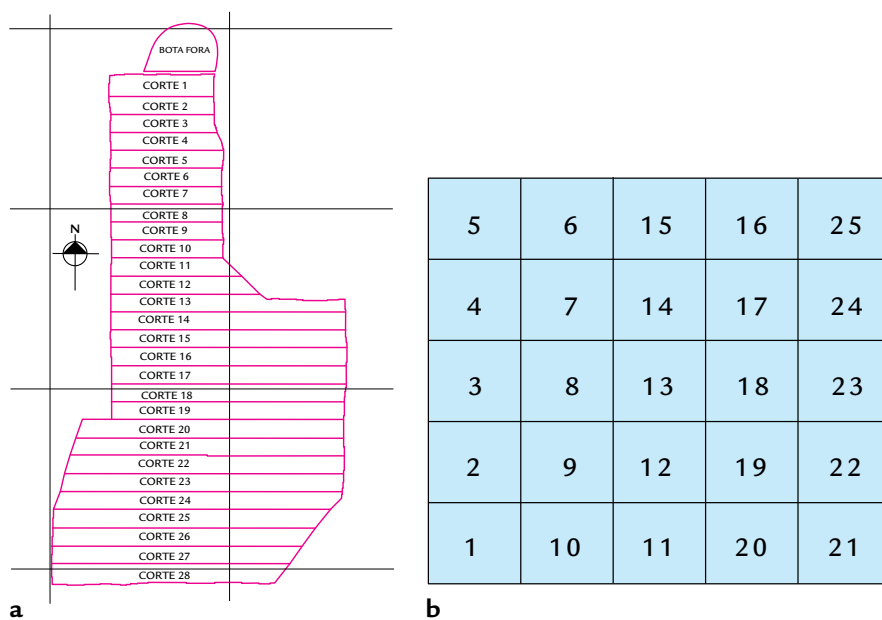 BOTA FORA
CORTE 1
CORTE 2
CORTE 3
CORTE 4
CORTE 5
CORTE 6
CORTE 7
N
CORTE 8
CORTE 9
CORTE 10
CORTE 11
CORTE 12
CORTE 13
CORTE 14
CORTE 15
CORTE 16
CORTE 17
CORTE 18
CORTE 19
CORTE 20
CORTE 21
CORTE 22
CORTE 23
CORTE 24
CORTE 25
CORTE 26
CORTE 27
CORTE 28
a
5 6 15 16 25
4 7 14 17 24
3 8 13 18 23
2 9 12 19 22
1 10 11 20 21
b